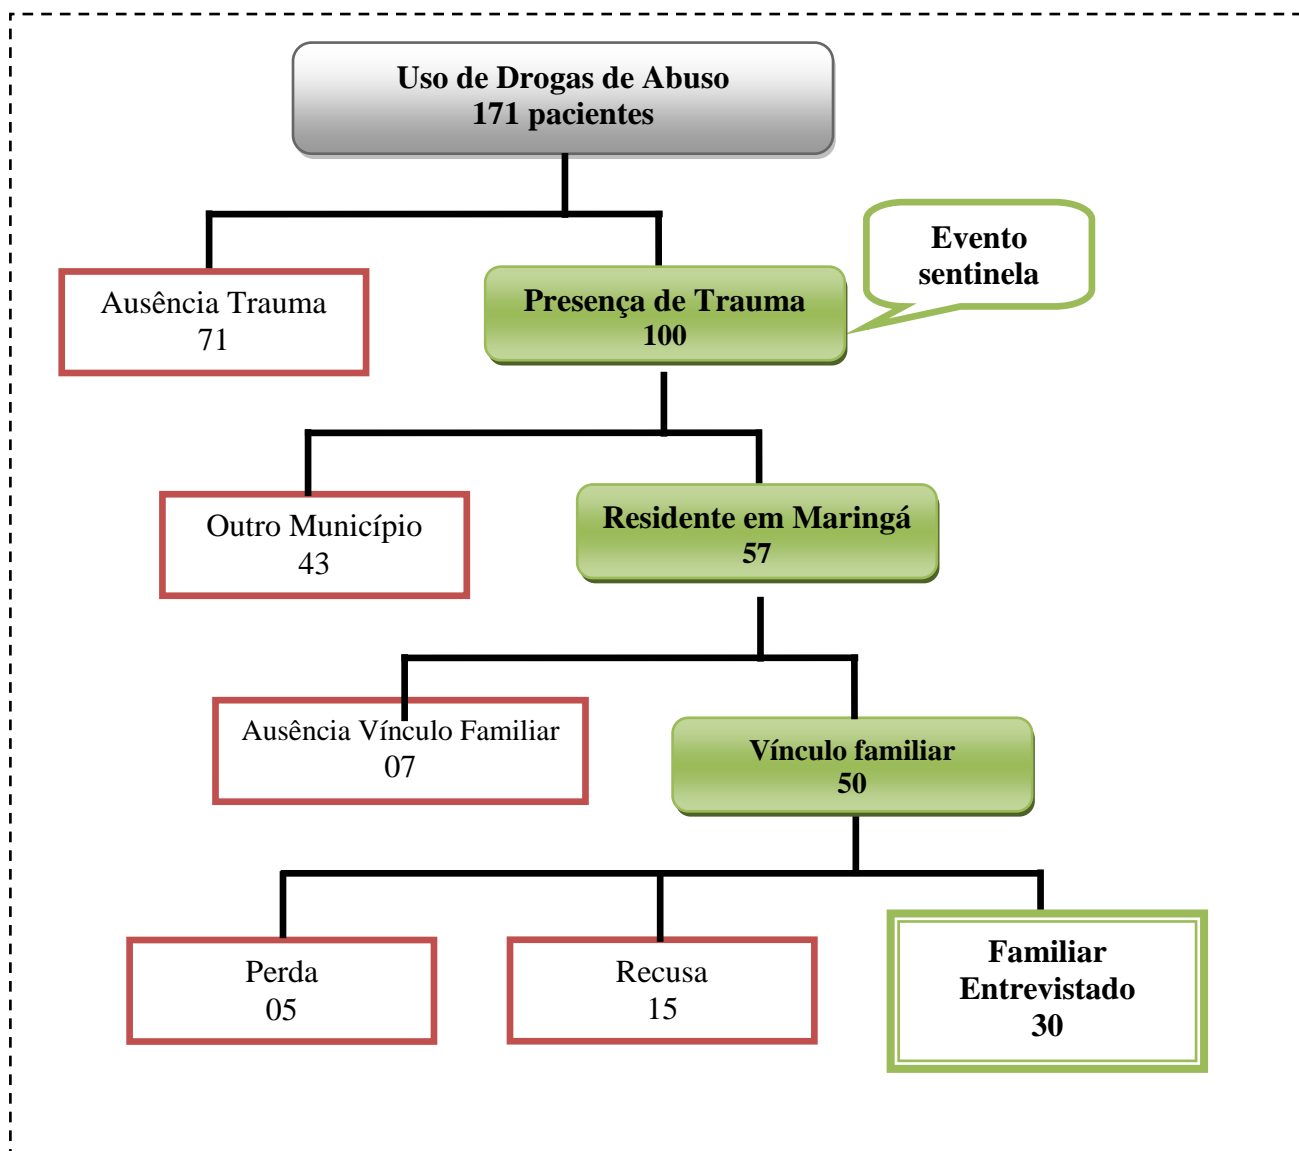 Uso de Drogas de Abuso
171 pacientes
Evento
sentinela
Ausência Trauma
71
Presença de Trauma
100
Outro Município
43
Residente em Maringá
57
Ausência Vínculo Familiar
07
Vínculo familiar
50
Perda
05
Recusa
15
Familiar
Entrevistado
30